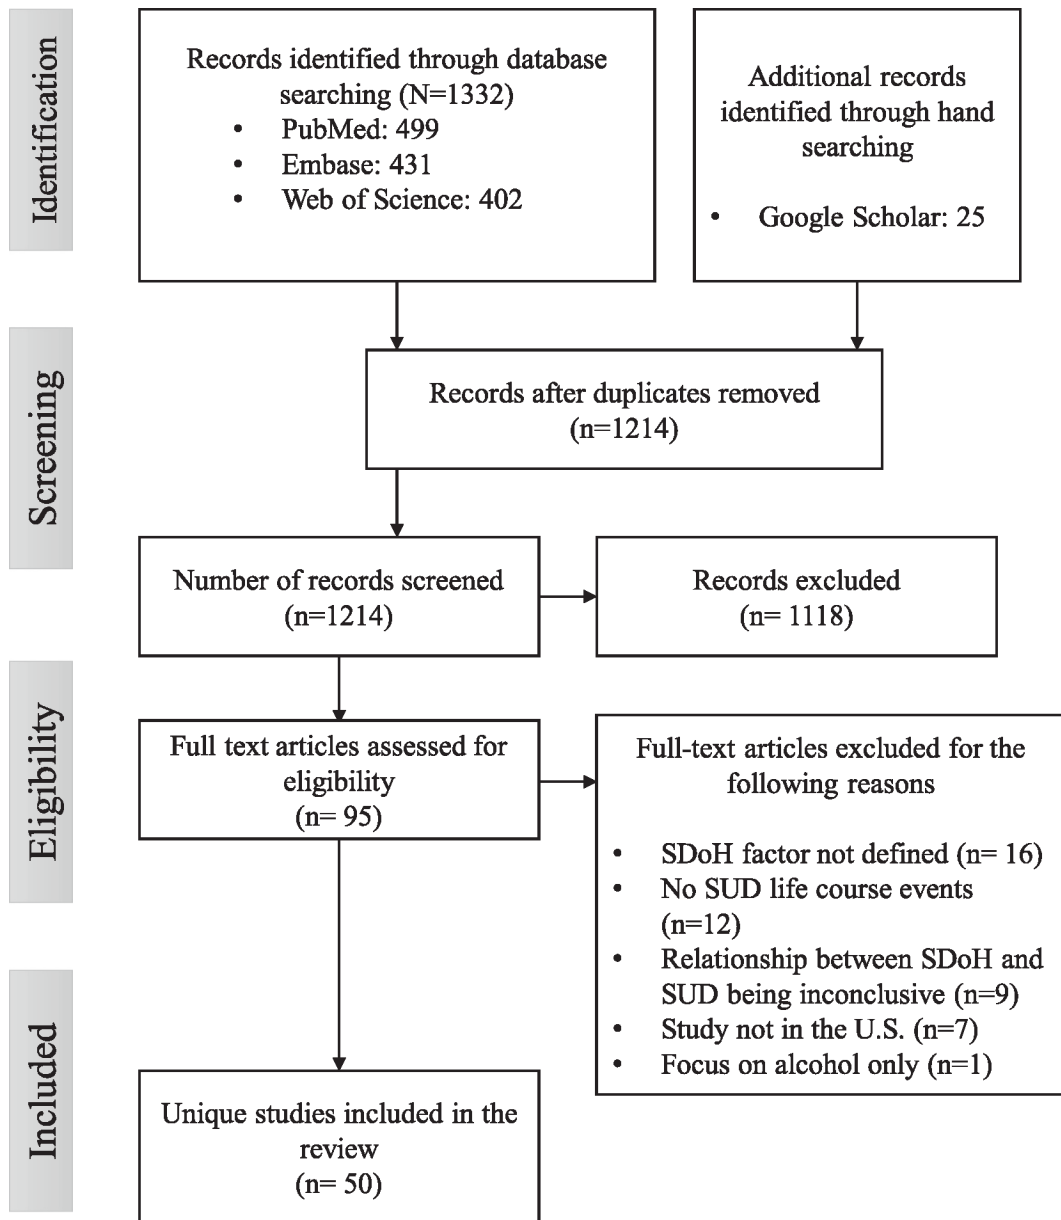 Identification
Records identified through database
searching (N=1332)
• PubMed: 499
• Embase: 431
• Web of Science: 402
Additional records
identified through hand
searching
• Google Scholar: 25
Screening
Records after duplicates removed
(n=1214)
Number of records screened
(n=1214)
Records excluded
(n= 1118)
Eligibility
Full text articles assessed for
eligibility
(n= 95)
Full-text articles excluded for the
following reasons
• SDoH factor not defined (n= 16)
• No SUD life course events
(n=12)
• Relationship between SDoH and
SUD being inconclusive (n=9)
• Study not in the U.S. (n=7)
• Focus on alcohol only (n=1)
Included
Unique studies included in the
review
(n= 50)